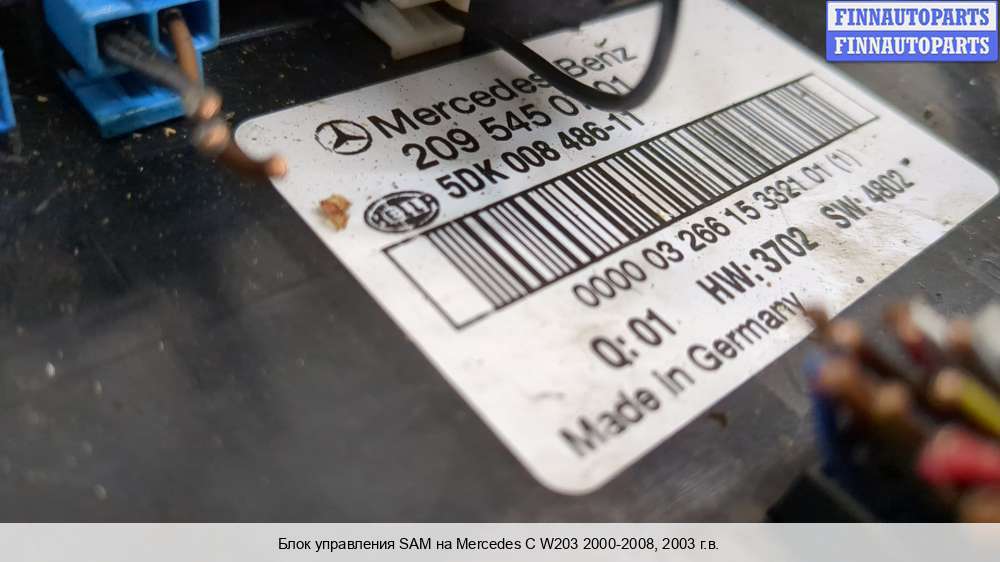 FINNAUTOPARTS
FINNAUTOPARTS
Mercedes-Benz
209 545 01
5DK 008 486-11
0000 03 266 15 3321 01 (1)
Q: 01 HW: 3702 SW: 4802
Made in Germany
Блок управления SAM на Mercedes C W203 2000-2008, 2003 г.в.